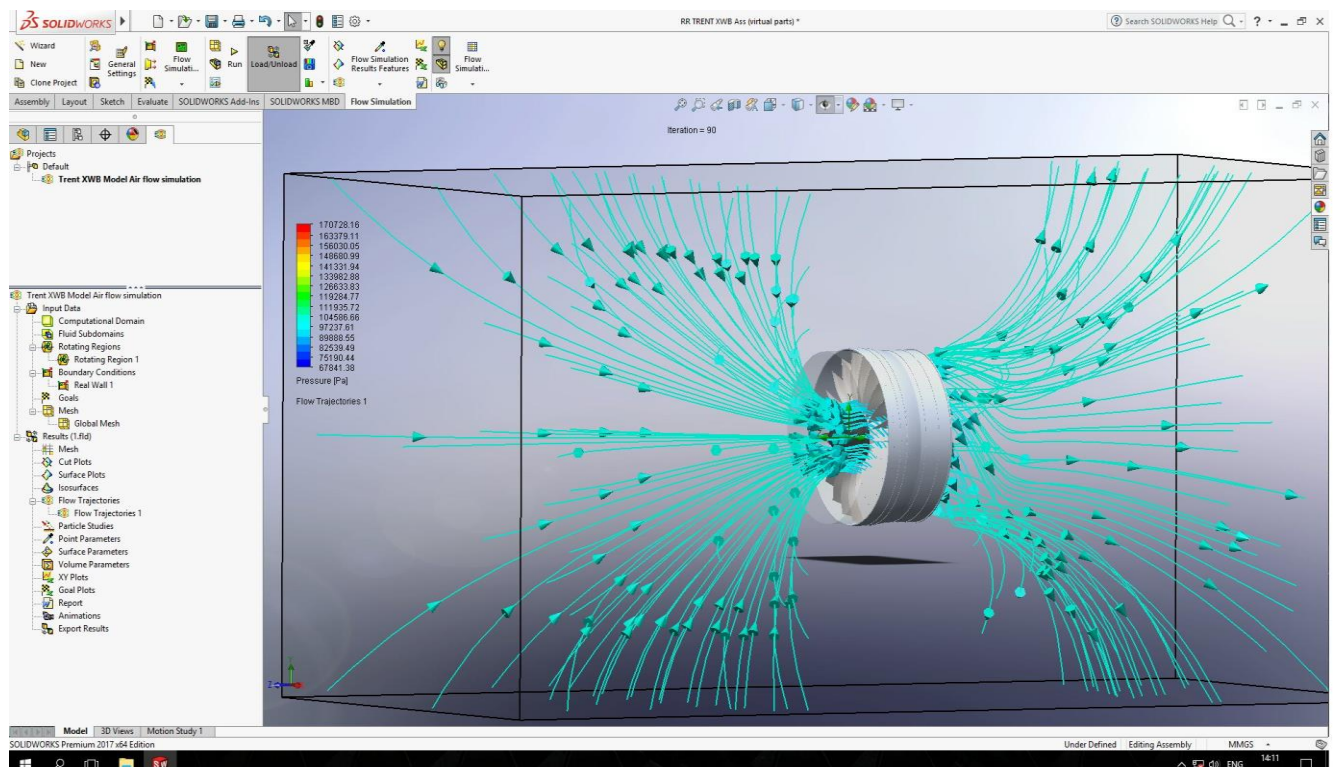 SOLIDWORKS
RR TRENT XWB Ass (virtual parts) *
Search SOLIDWORKS Help
Wizard
New
Clone Project
General Settings
Flow Simulati...
Run
Load/Unload
Flow Simulation Results Features
Flow Simulati...
Assembly Layout Sketch Evaluate SOLIDWORKS Add-Ins SOLIDWORKS MBD Flow Simulation
Iteration = 90
Projects
Default
Trent XWB Model Air flow simulation
Trent XWB Model Air flow simulation
Input Data
Computational Domain
Fluid Subdomains
Rotating Regions
Rotating Region 1
Boundary Conditions
Real Wall 1
Goals
Mesh
Global Mesh
Results (1.fld)
Mesh
Cut Plots
Surface Plots
Isosurfaces
Flow Trajectories
Flow Trajectories 1
Particle Studies
Point Parameters
Surface Parameters
Volume Parameters
XY Plots
Goal Plots
Report
Animations
Export Results
170728.16
163379.11
156030.05
148680.99
141331.94
133982.88
126633.83
119284.77
111935.72
104586.66
97237.61
89888.55
82539.49
75190.44
67841.38
Pressure [Pa]
Flow Trajectories 1
Y
Z
Model 3D Views Motion Study 1
SOLIDWORKS Premium 2017 x64 Edition
Under Defined Editing Assembly MMGS
ENG 14:11